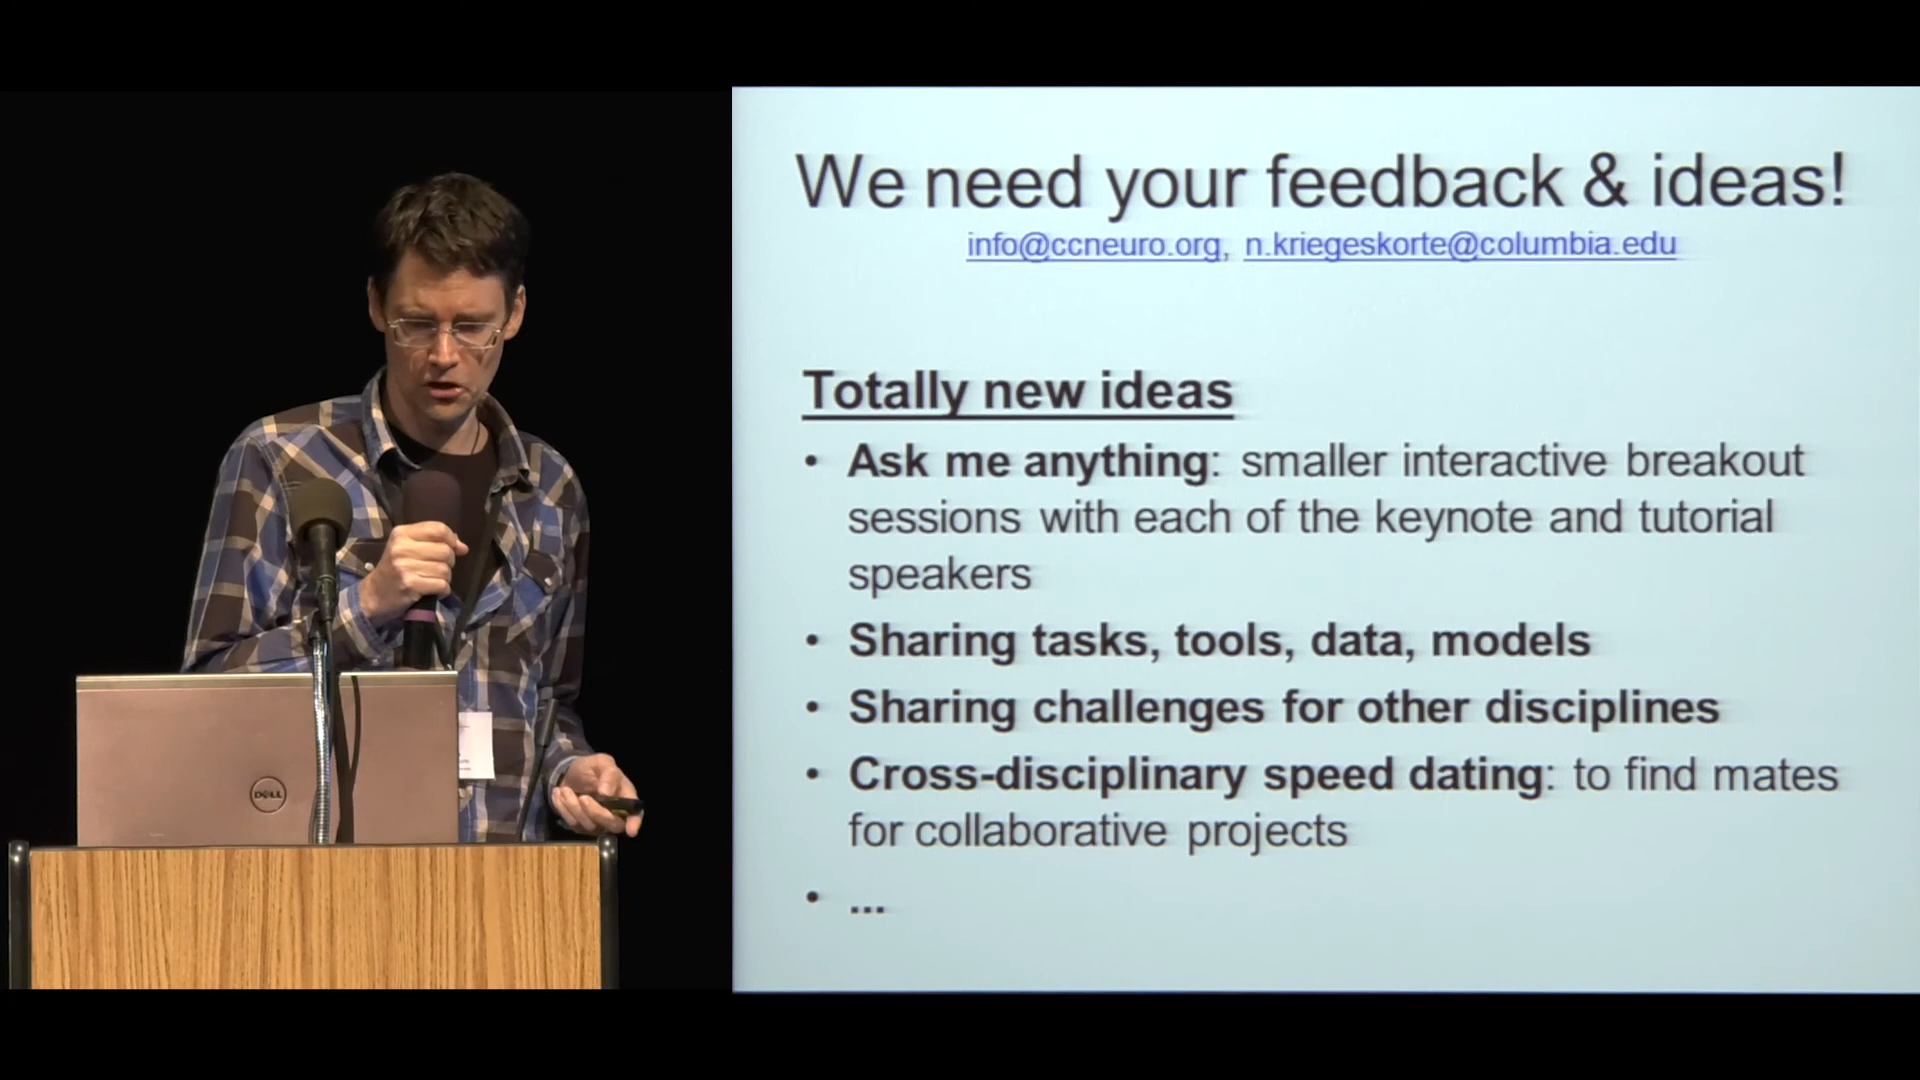 We need your feedback & ideas!
info@ccneuro.org, n.kriegeskorte@columbia.edu
Totally new ideas
• Ask me anything: smaller interactive breakout
sessions with each of the keynote and tutorial
speakers
• Sharing tasks, tools, data, models
• Sharing challenges for other disciplines
• Cross-disciplinary speed dating: to find mates
for collaborative projects
• ...
DELL